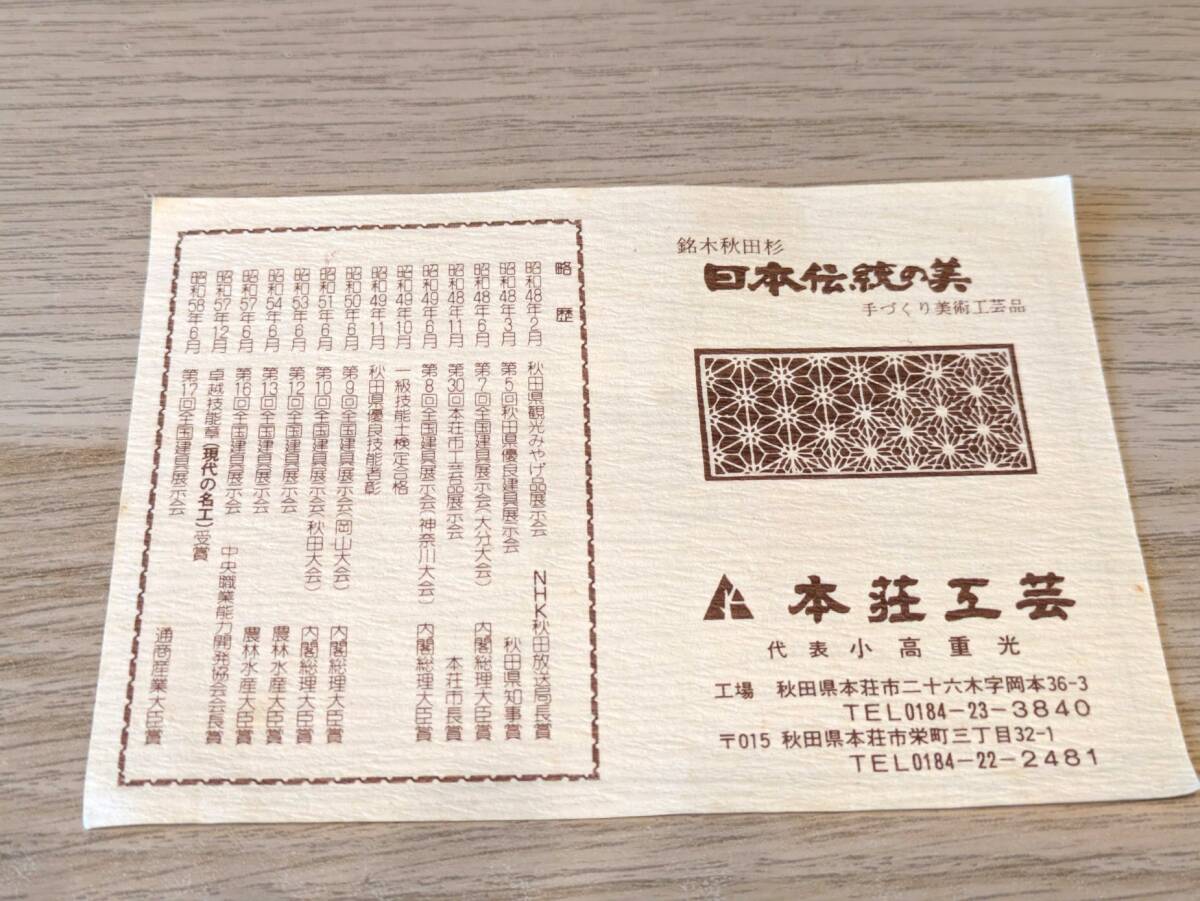 銘木秋田杉
日本伝統の美
手づくり美術工芸品
本荘工芸
代表 小高重光
工場 秋田県本荘市二十六木字岡本36-3
TEL0184-23-3840
〒015 秋田県本荘市栄町三丁目32-1
TEL0184-22-2481
略歴
昭和48年2月 秋田県観光みやげ品展示会 NHK秋田放送局長賞
昭和48年3月 第5回秋田県優良建具展示会 秋田県知事賞
昭和48年6月 第7回全国建具展示会(大分大会) 内閣総理大臣賞
昭和48年11月 第30回本荘市工芸品展示会 本荘市長賞
昭和49年6月 第8回全国建具展示会(神奈川大会) 内閣総理大臣賞
昭和49年10月 一級技能士検定合格
昭和49年11月 秋田県優良技能者彰
昭和50年6月 第9回全国建具展示会(岡山大会) 内閣総理大臣賞
昭和51年6月 第10回全国建具展示会(秋田大会) 内閣総理大臣賞
昭和53年6月 第12回全国建具展示会 農林水産大臣賞
昭和54年6月 第13回全国建具展示会 農林水産大臣賞
昭和57年6月 第16回全国建具展示会 中央職業能力開発協会会長賞
昭和57年12月 卓越技能章(現代の名工)受賞
昭和58年6月 第17回全国建具展示会 通商産業大臣賞